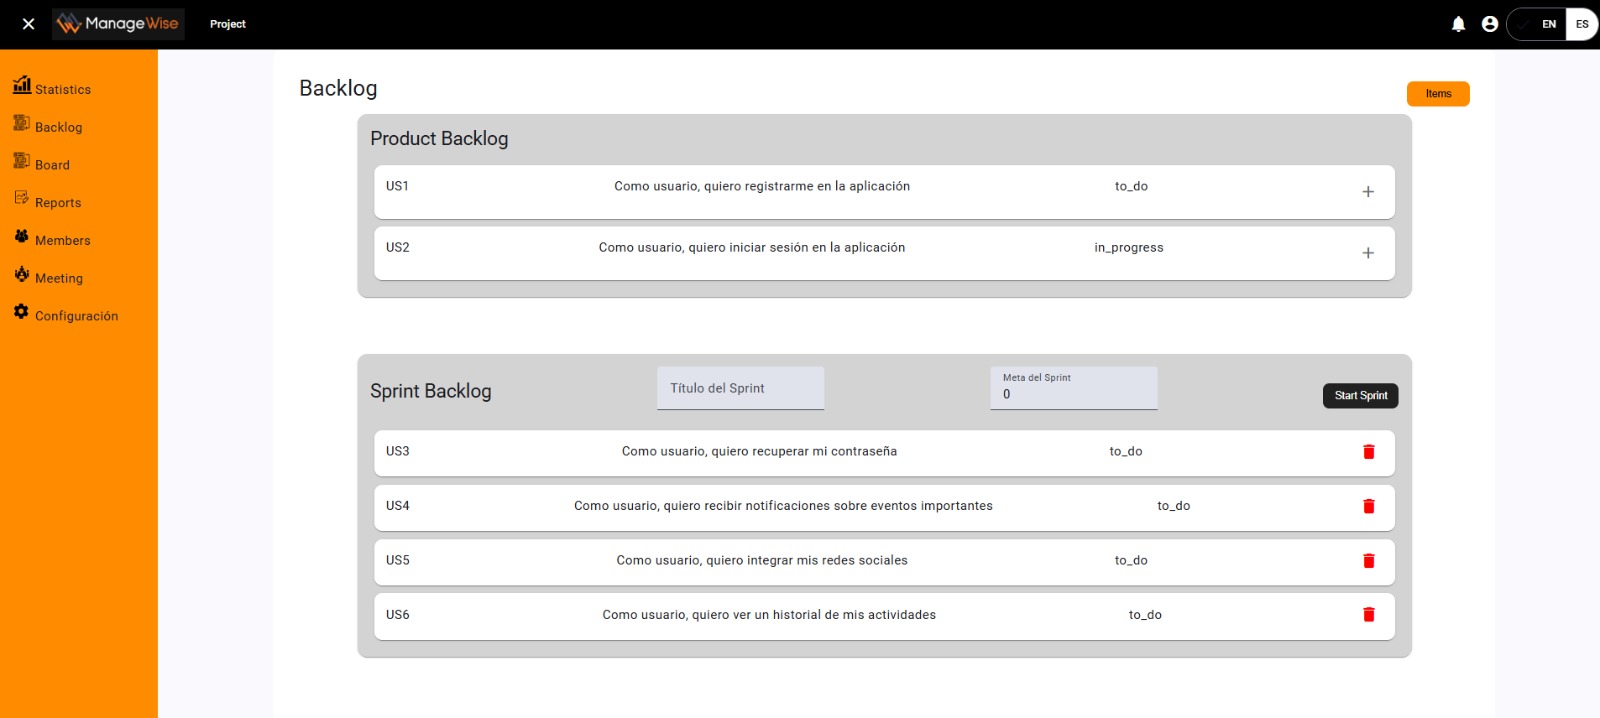 ManageWise
Project
EN
ES
Statistics
Backlog
Board
Reports
Members
Meeting
Configuración
Backlog
Items
Product Backlog
US1 Como usuario, quiero registrarme en la aplicación to_do
US2 Como usuario, quiero iniciar sesión en la aplicación in_progress
Sprint Backlog
Título del Sprint
Meta del Sprint
0
Start Sprint
US3 Como usuario, quiero recuperar mi contraseña to_do
US4 Como usuario, quiero recibir notificaciones sobre eventos importantes to_do
US5 Como usuario, quiero integrar mis redes sociales to_do
US6 Como usuario, quiero ver un historial de mis actividades to_do